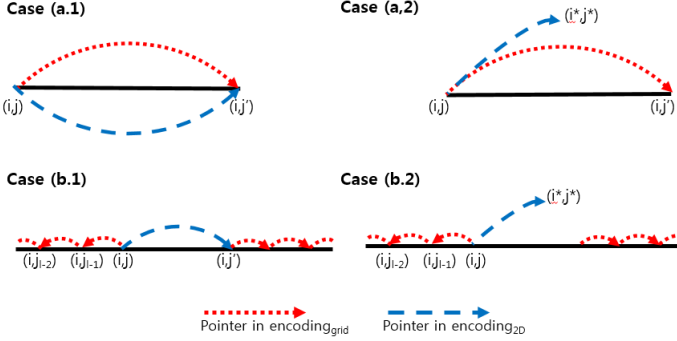 Case (a.1)
Case (a,2)
(i*,j*)
(i,j)
(i,j')
(i,j)
(i,j')
Case (b.1)
Case (b.2)
(i*,j*)
(i,jl-2)
(i,jl-1)
(i,j)
(i,j')
(i,jl-2)
(i,jl-1)
(i,j)
Pointer in encodinggrid
Pointer in encoding2D